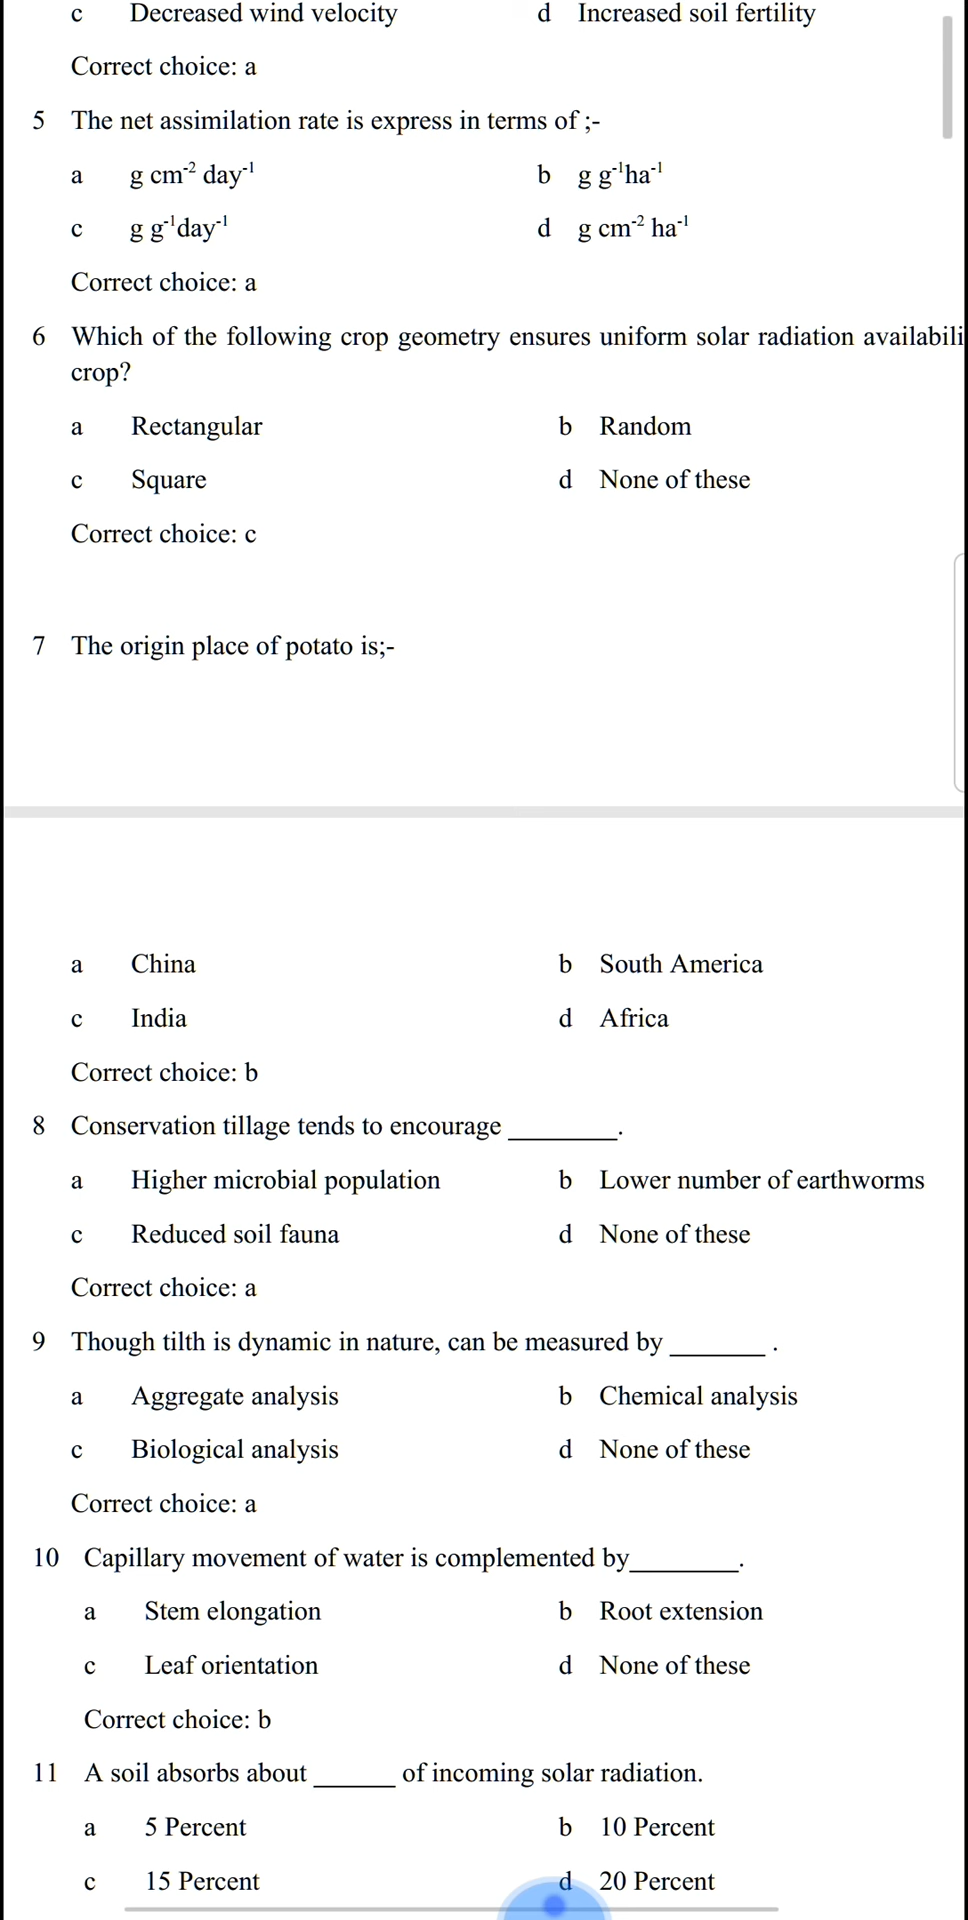 c Decreased wind velocity d Increased soil fertility
Correct choice: a
5 The net assimilation rate is express in terms of ;-
a g cm⁻² day⁻¹ b g g⁻¹ha⁻¹
c g g⁻¹day⁻¹ d g cm⁻² ha⁻¹
Correct choice: a
6 Which of the following crop geometry ensures uniform solar radiation availabili
crop?
a Rectangular b Random
c Square d None of these
Correct choice: c
7 The origin place of potato is;-
a China b South America
c India d Africa
Correct choice: b
8 Conservation tillage tends to encourage ________.
a Higher microbial population b Lower number of earthworms
c Reduced soil fauna d None of these
Correct choice: a
9 Though tilth is dynamic in nature, can be measured by _______ .
a Aggregate analysis b Chemical analysis
c Biological analysis d None of these
Correct choice: a
10 Capillary movement of water is complemented by________.
a Stem elongation b Root extension
c Leaf orientation d None of these
Correct choice: b
11 A soil absorbs about ______ of incoming solar radiation.
a 5 Percent b 10 Percent
c 15 Percent d 20 Percent